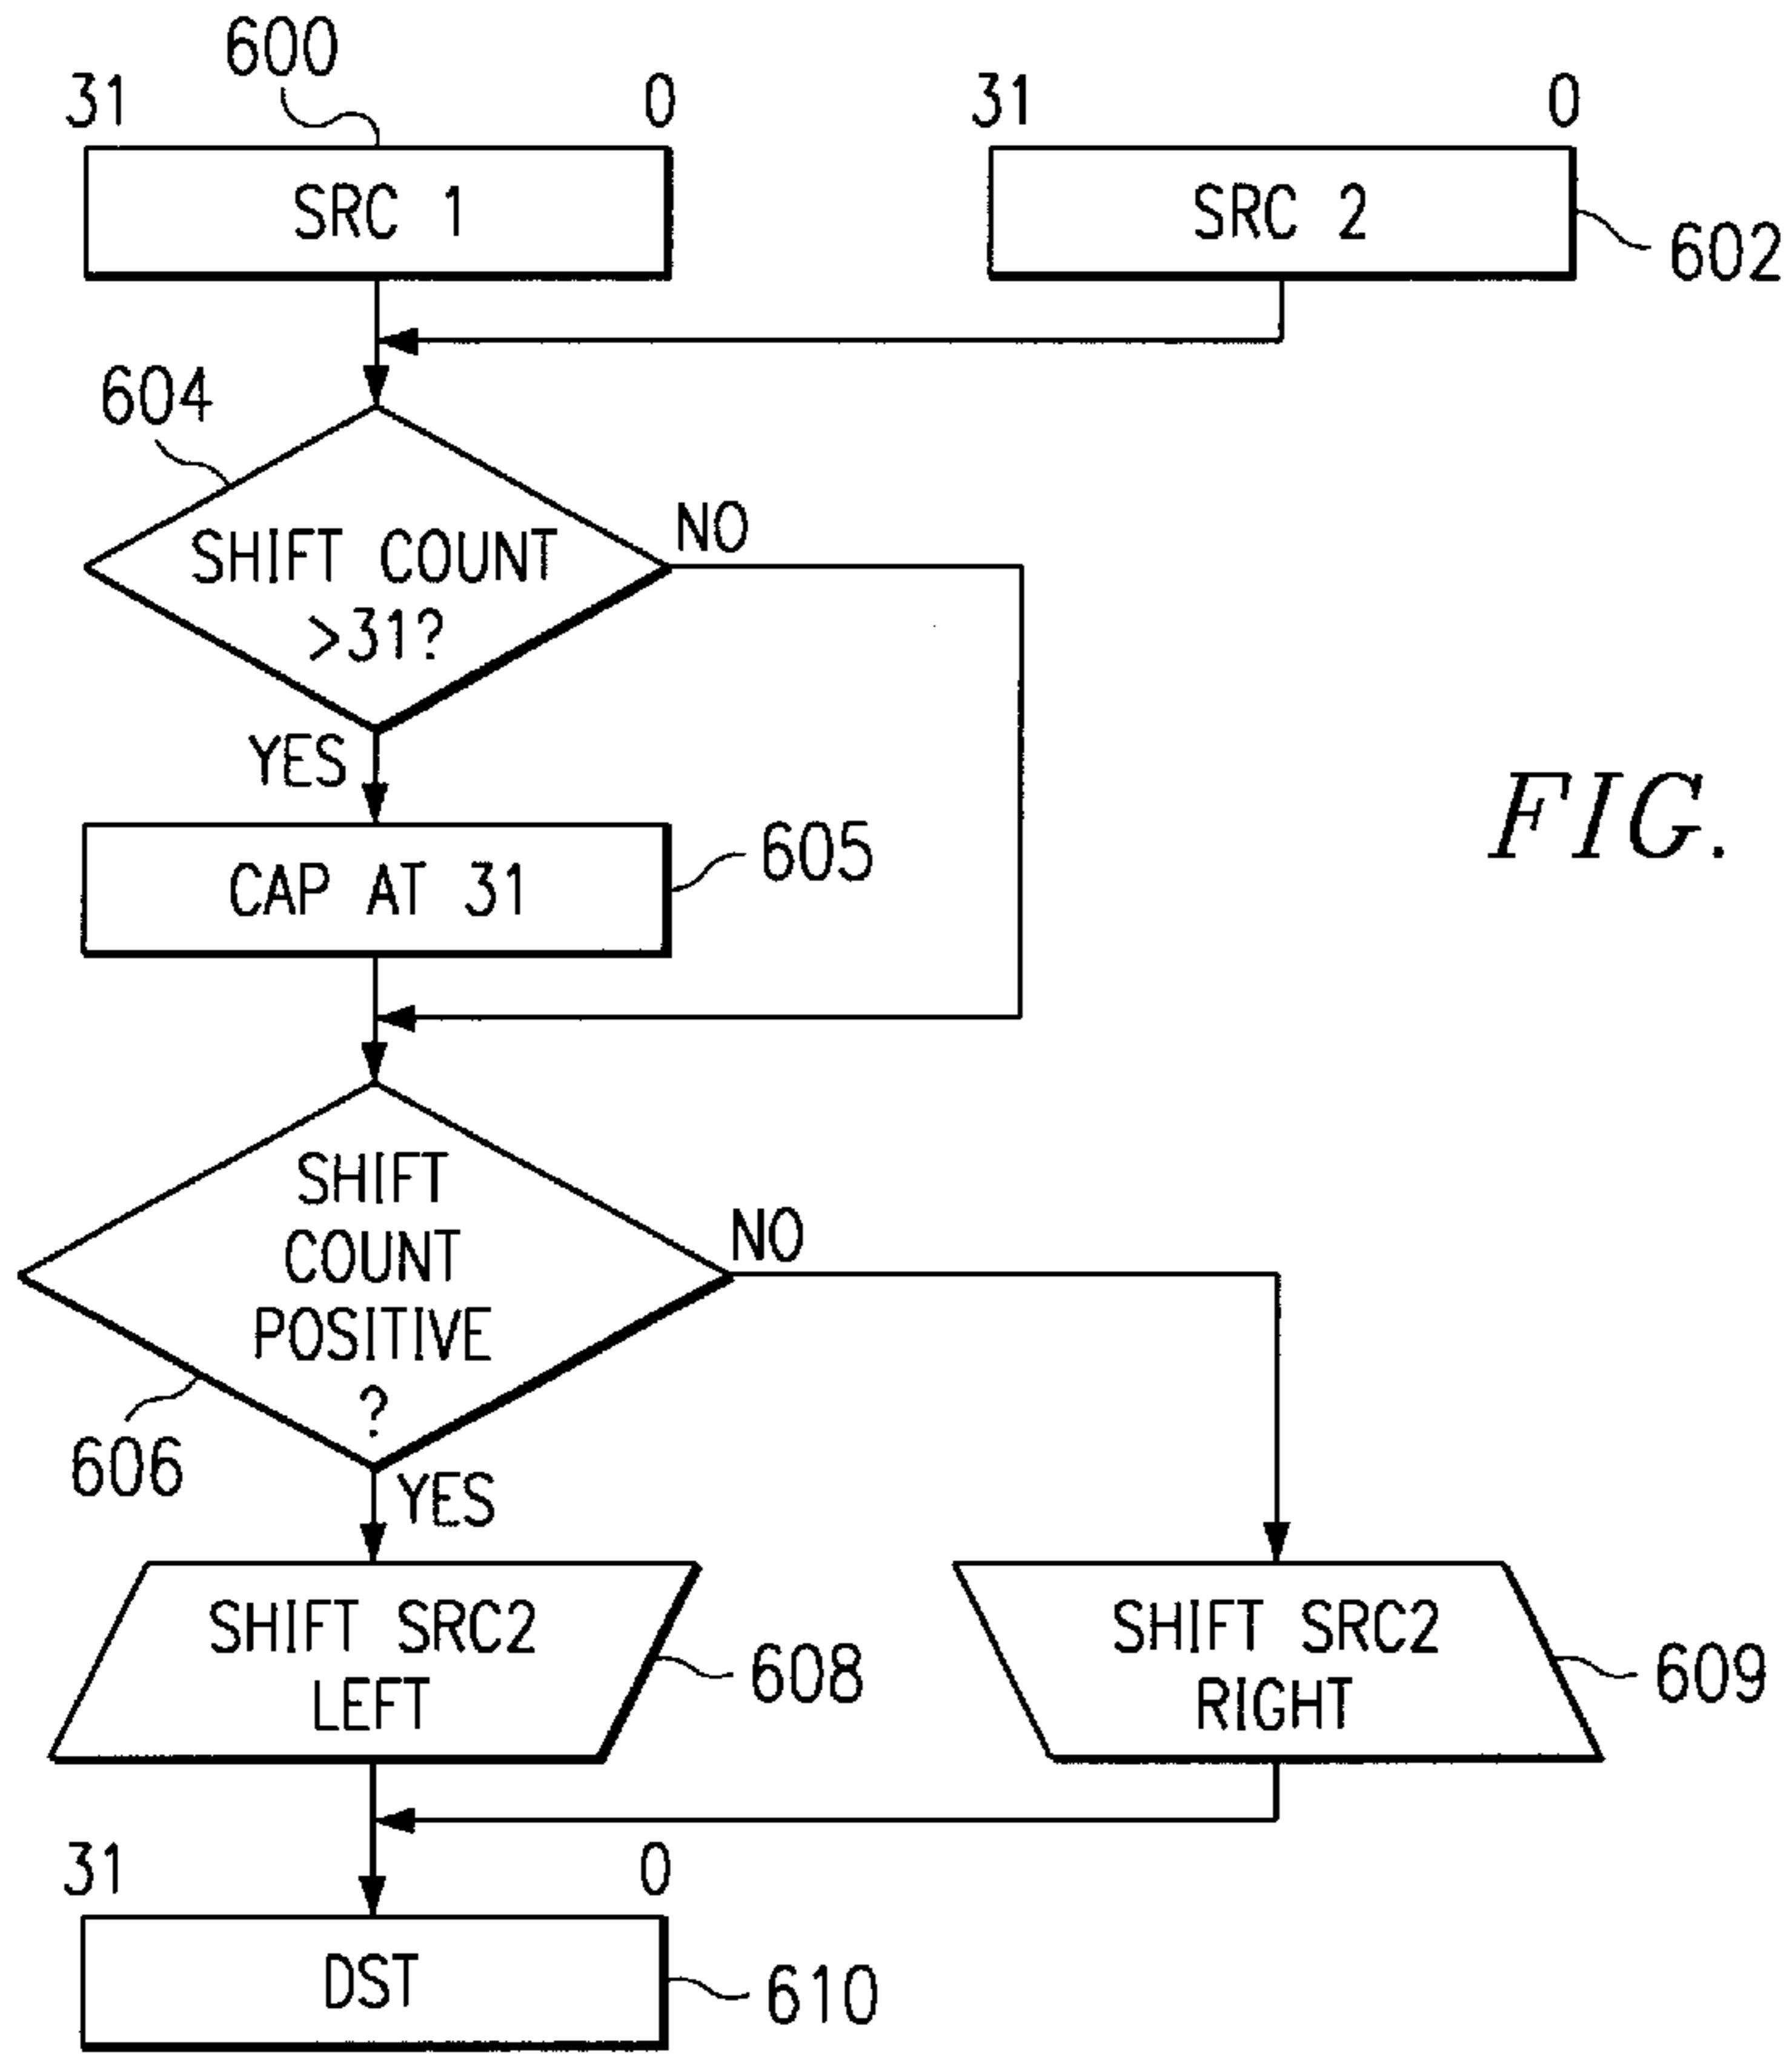 600
31 0
31 0
SRC 1
SRC 2
602
604
NO
SHIFT COUNT
>31?
YES
FIG.
605
CAP AT 31
SHIFT
COUNT
POSITIVE
?
NO
606
YES
SHIFT SRC2
LEFT
608
SHIFT SRC2
RIGHT
609
31 0
DST
610